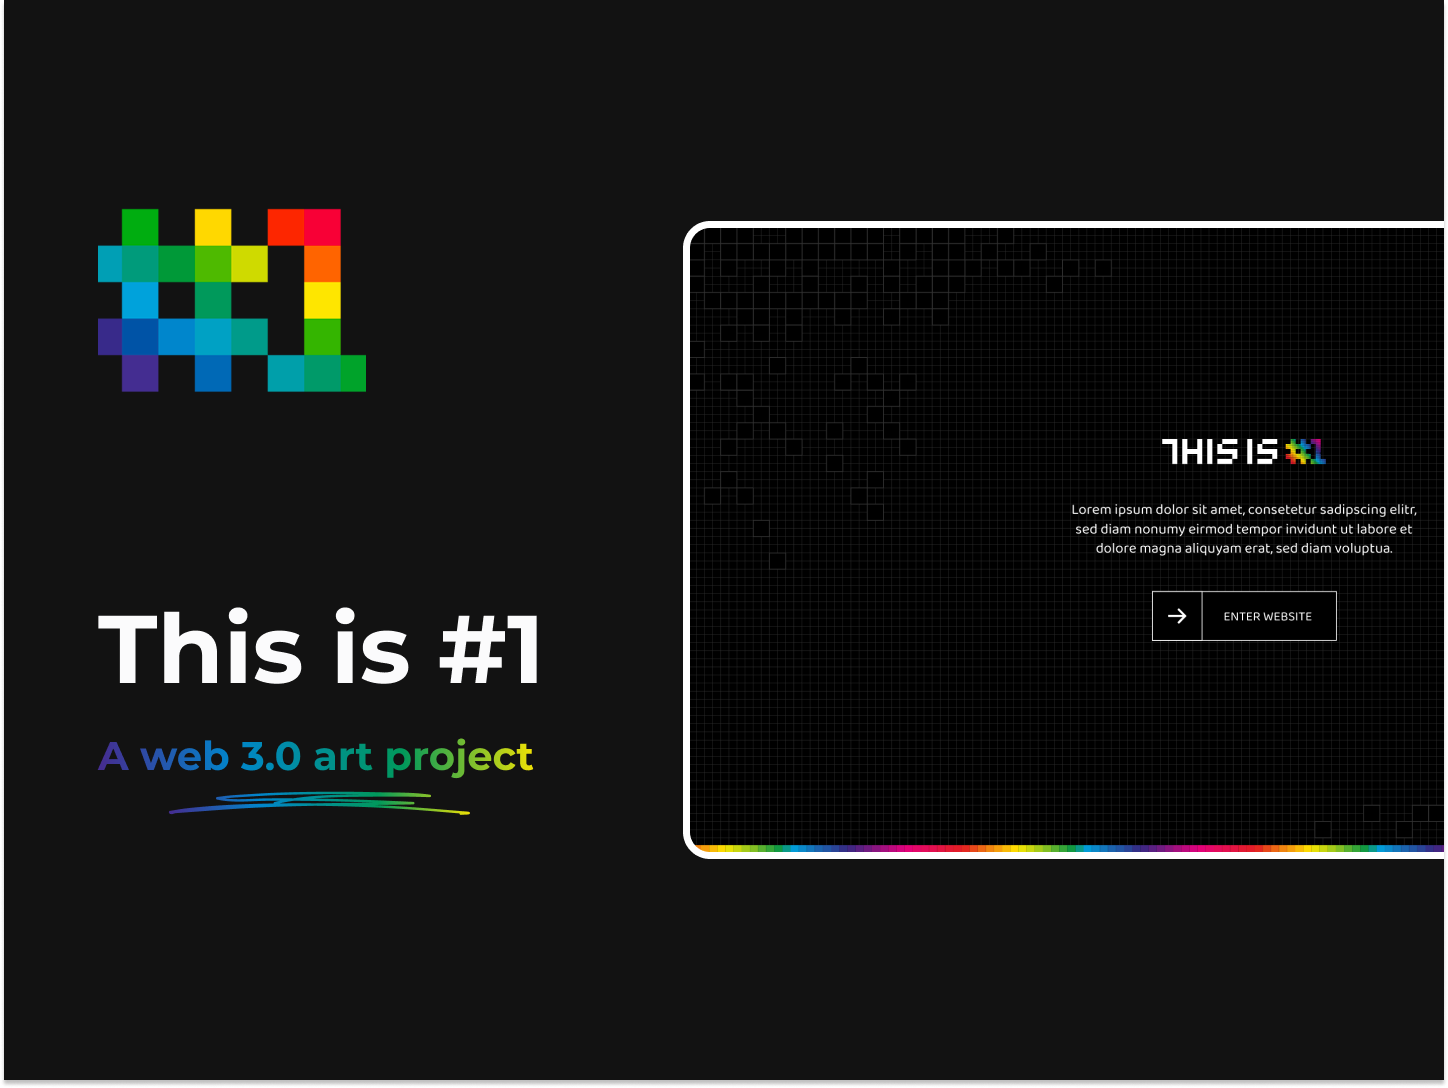 #1
This is #1
A web 3.0 art project
THIS IS #1
Lorem ipsum dolor sit amet, consetetur sadipscing elitr,
sed diam nonumy eirmod tempor invidunt ut labore et
dolore magna aliquyam erat, sed diam voluptua.
ENTER WEBSITE